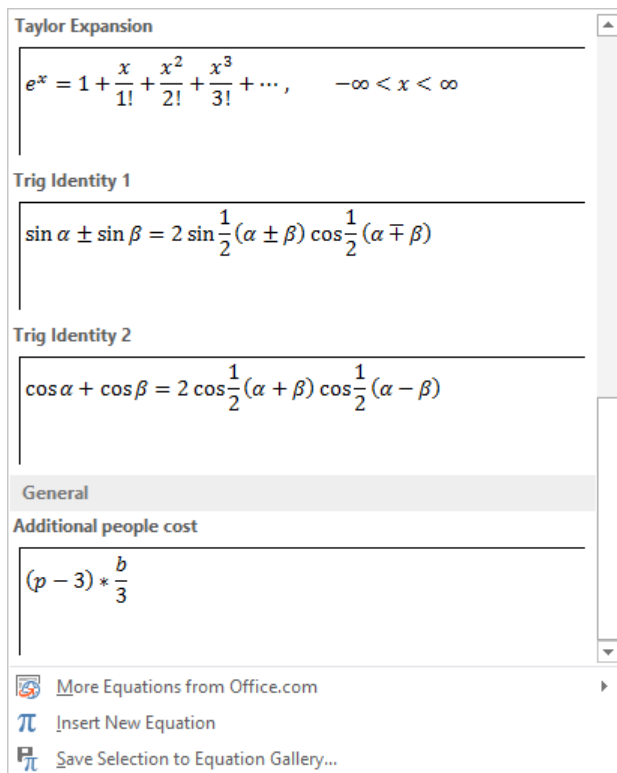 Taylor Expansion
e^x = 1 + x/1! + x^2/2! + x^3/3! + ⋯ , −∞ < x < ∞
Trig Identity 1
sin α ± sin β = 2 sin 1/2 (α ± β) cos 1/2 (α ∓ β)
Trig Identity 2
cos α + cos β = 2 cos 1/2 (α + β) cos 1/2 (α − β)
General
Additional people cost
(p − 3) ∗ b/3
More Equations from Office.com
π Insert New Equation
π Save Selection to Equation Gallery...